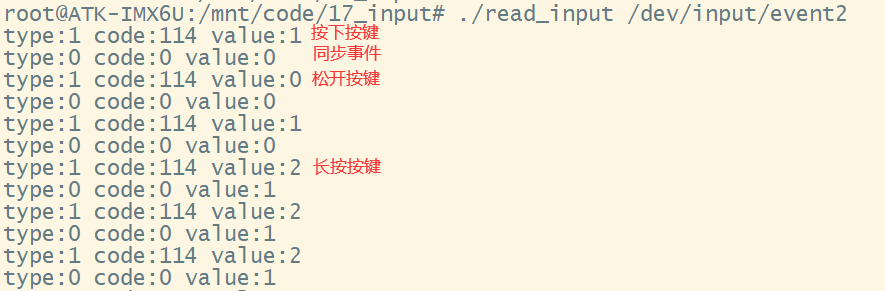 root@ATK-IMX6U:/mnt/code/17_input# ./read_input /dev/input/event2
type:1 code:114 value:1 按下按键
type:0 code:0 value:0 同步事件
type:1 code:114 value:0 松开按键
type:0 code:0 value:0
type:1 code:114 value:1
type:0 code:0 value:0
type:1 code:114 value:2 长按按键
type:0 code:0 value:1
type:1 code:114 value:2
type:0 code:0 value:1
type:1 code:114 value:2
type:0 code:0 value:1